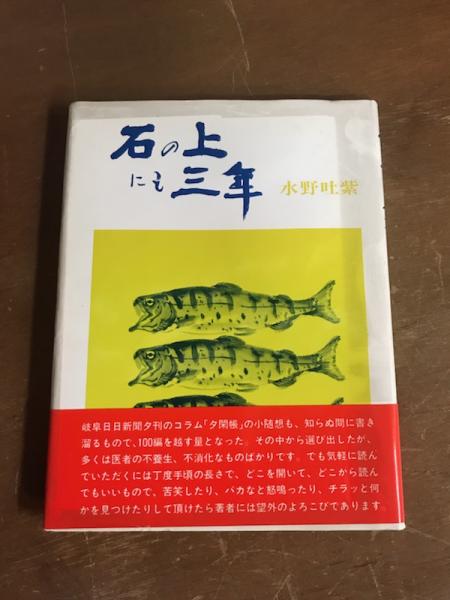 石の上
にも三年
水野吐紫
岐阜日日新聞夕刊のコラム「夕閑帳」の小随想も、知らぬ間に書き
溜るもので、100編を越す量となった。その中から選び出したが、
多くは医者の不養生、不消化なものばかりです。でも気軽に読ん
でいただくには丁度手頃の長さで、どこを開いて、どこから読ん
でもいいもので、苦笑したり、バカなと怒鳴ったり、チラッと何
かを見つけたりして頂けたら著者には望外のよろこびであります。